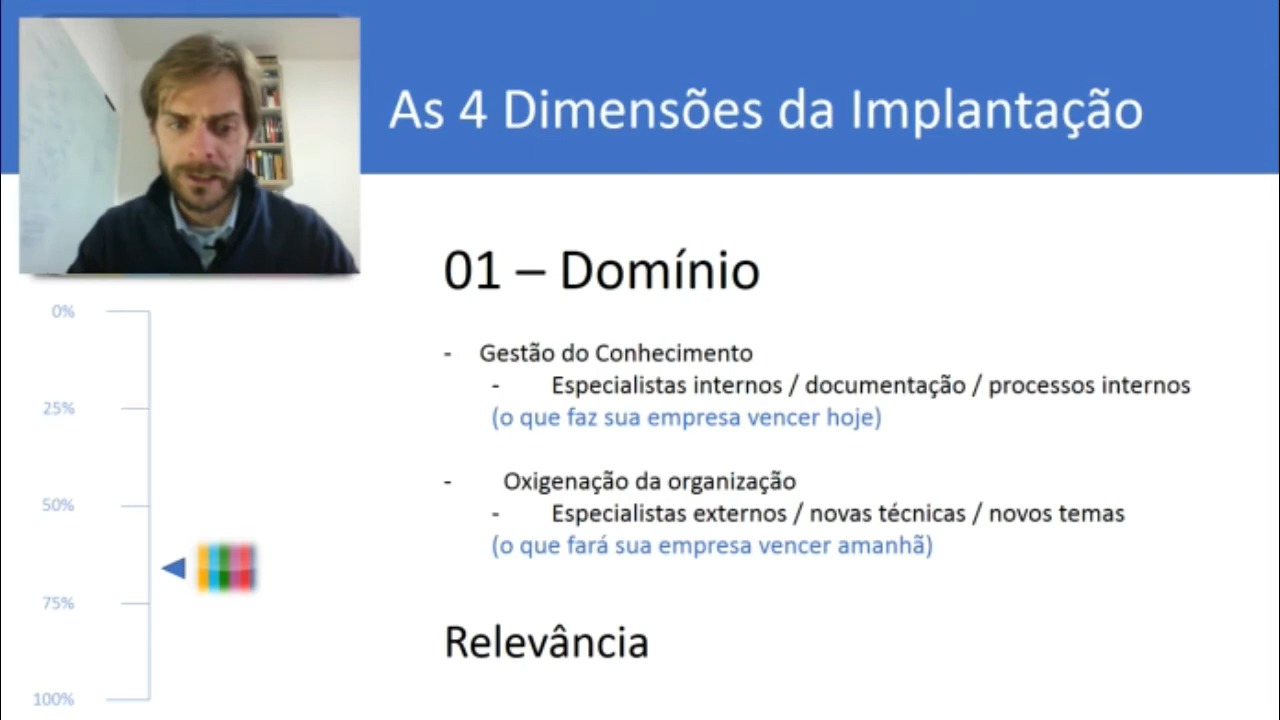 As 4 Dimensões da Implantação
01 – Domínio
0%
- Gestão do Conhecimento
- Especialistas internos / documentação / processos internos
25%
(o que faz sua empresa vencer hoje)
- Oxigenação da organização
50%
- Especialistas externos / novas técnicas / novos temas
(o que fará sua empresa vencer amanhã)
75%
Relevância
100%